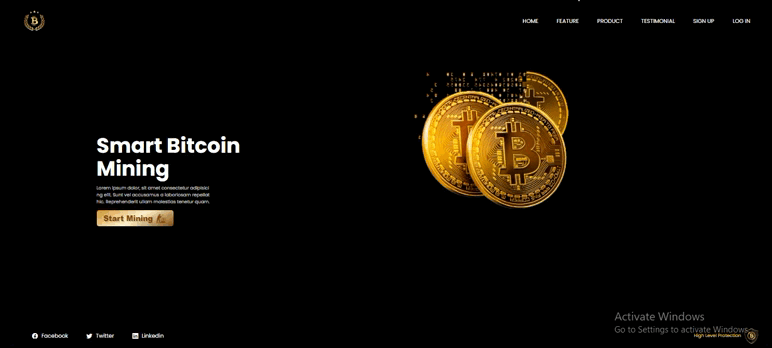 HOME FEATURE PRODUCT TESTIMONIAL SIGN UP LOG IN
Smart Bitcoin
Mining
Lorem ipsum dolor, sit amet consectetur adipisci
ng elit. Sunt vel accusamus a laboriosam repellat
hic. Reprehenderit ullam molestias tenetur quam.
Start Mining
Facebook Twitter Linkedin
Activate Windows
Go to Settings to activate Windows.
High Level Protection